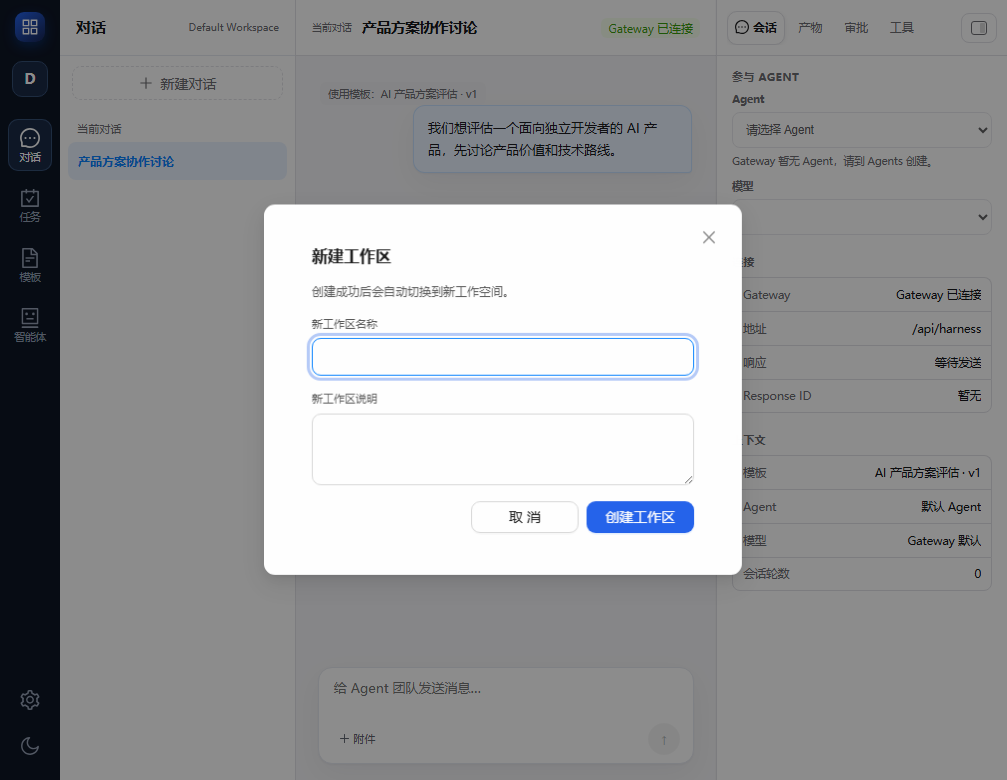 D
对话
任务
模板
智能体
对话
Default Workspace
新建对话
当前对话
产品方案协作讨论
当前对话
产品方案协作讨论
Gateway 已连接
使用模板：AI 产品方案评估 · v1
我们想评估一个面向独立开发者的 AI 产
品，先讨论产品价值和技术路线。
新建工作区
创建成功后会自动切换到新工作空间。
新工作区名称
新工作区说明
取 消
创建工作区
给 Agent 团队发送消息...
附件
↑
会话
产物
审批
工具
参与 AGENT
Agent
请选择 Agent
Gateway 暂无 Agent，请到 Agents 创建。
模型
接
Gateway
Gateway 已连接
地址
/api/harness
响应
等待发送
Response ID
暂无
下文
模板
AI 产品方案评估 · v1
Agent
默认 Agent
模型
Gateway 默认
会话轮数
0